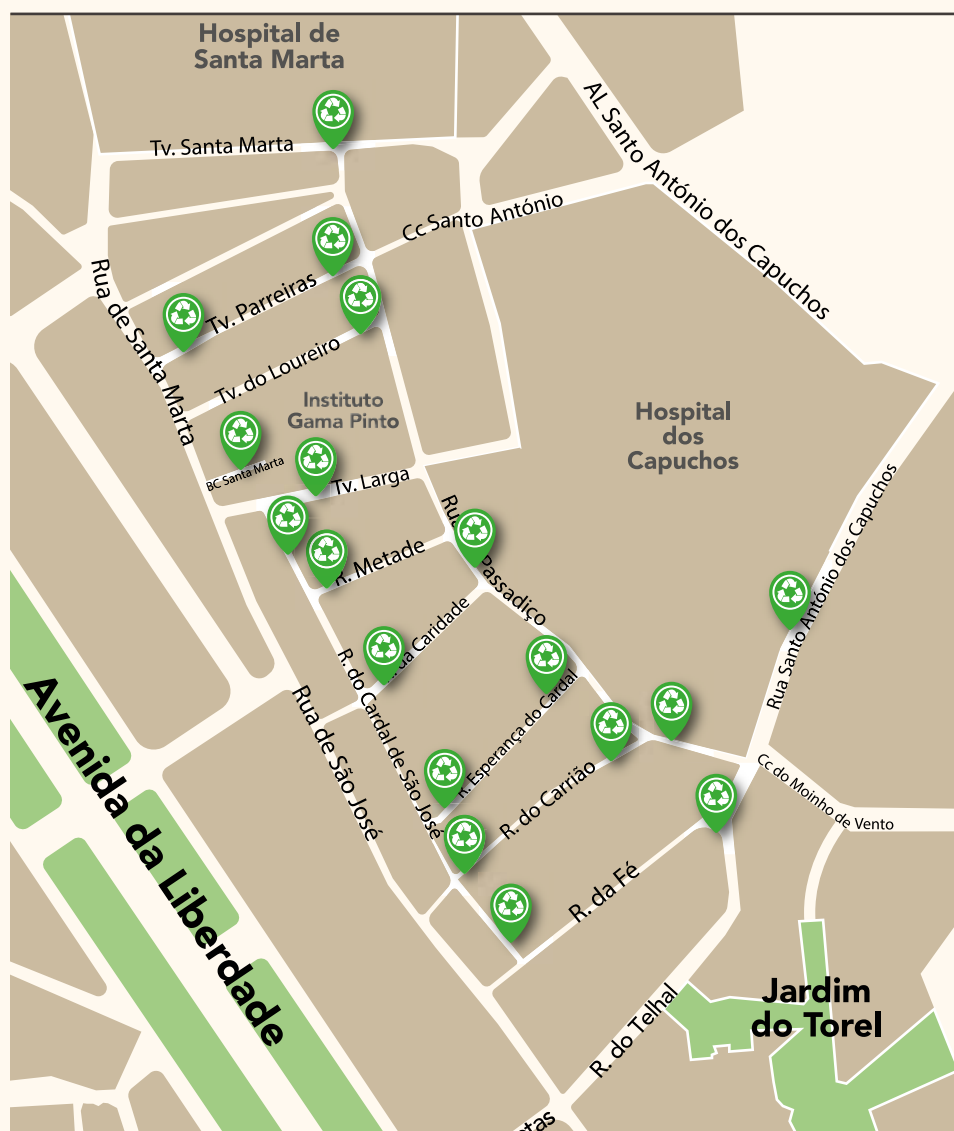 Hospital de
Santa Marta
AL Santo António dos Capuchos
Tv. Santa Marta
Cc Santo António
Rua de Santa Marta
Tv. Parreiras
Tv. do Loureiro
Instituto
Gama Pinto
Hospital
dos
Capuchos
BC Santa Marta
Tv. Larga
Rua
Passadiço
R. Metade
Rua Santo António dos Capuchos
da Caridade
R. do Cardal de São José
R. Esperança do Cardal
Rua de São José
Avenida da Liberdade
R. do Carrião
Cc do Moinho de Vento
R. da Fé
Jardim
do Torel
R. do Telhal